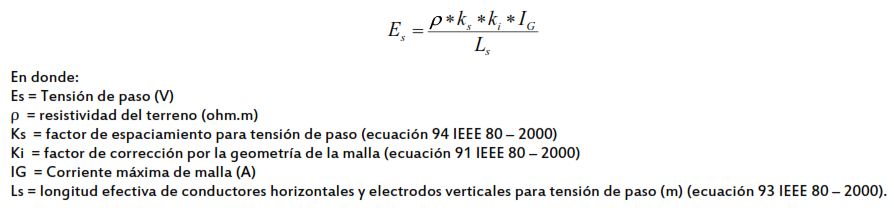 E_s = ρ * k_s * k_i * I_G / L_s
En donde:
Es = Tensión de paso (V)
ρ = resistividad del terreno (ohm.m)
Ks = factor de espaciamiento para tensión de paso (ecuación 94 IEEE 80 – 2000)
Ki = factor de corrección por la geometría de la malla (ecuación 91 IEEE 80 – 2000)
IG = Corriente máxima de malla (A)
Ls = longitud efectiva de conductores horizontales y electrodos verticales para tensión de paso (m) (ecuación 93 IEEE 80 – 2000).